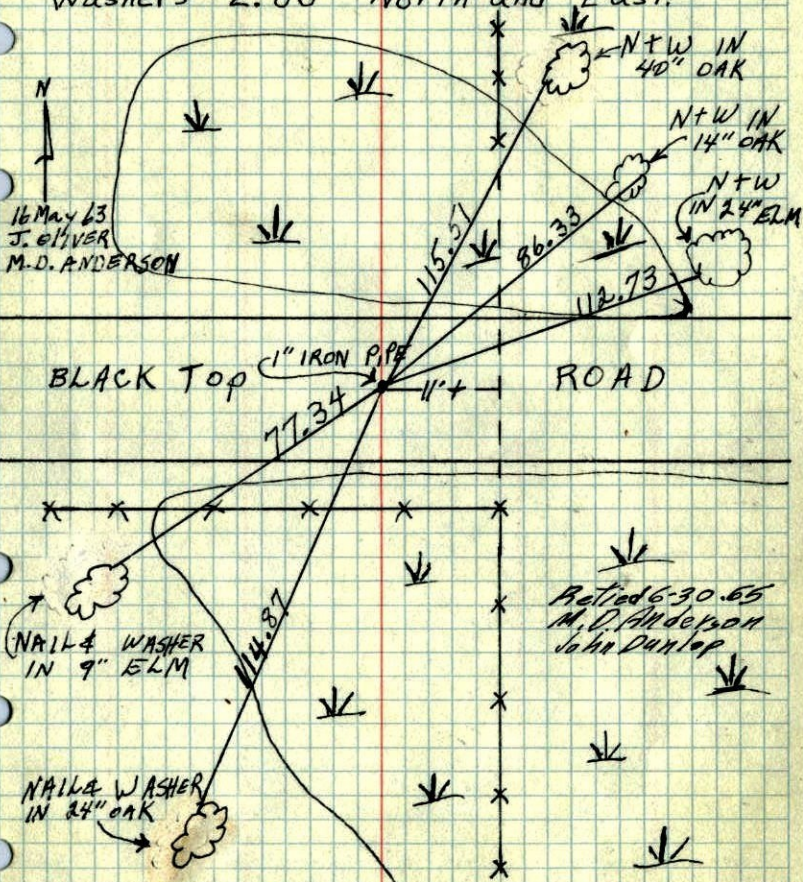 Washers 2.00 North and East.
N
N+W IN
40" OAK
N+W IN
14" OAK
N+W
IN 24" ELM
16 May 63
J. OLIVER
M.D. ANDERSON
115.51
86.33
112.73
1" IRON PIPE
BLACK TOP
11'±
ROAD
77.34
114.87
NAIL & WASHER
IN 9" ELM
Retied 6-30.65
M.D. Anderson
John Dunlap
NAIL & WASHER
IN 24" OAK